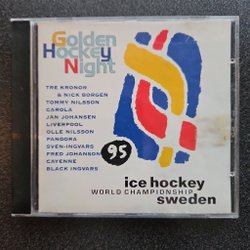 Golden
Hockey
Night
TRE KRONOR
& NICK BORGEN
TOMMY NILSSON
CAROLA
JAN JOHANSEN
LIVERPOOL
OLLE NILSSON
PANDORA
SVEN-INGVARS
FRED JOHANSON
CAYENNE
BLACK INGVARS
95
ice hockey
WORLD CHAMPIONSHIP
sweden